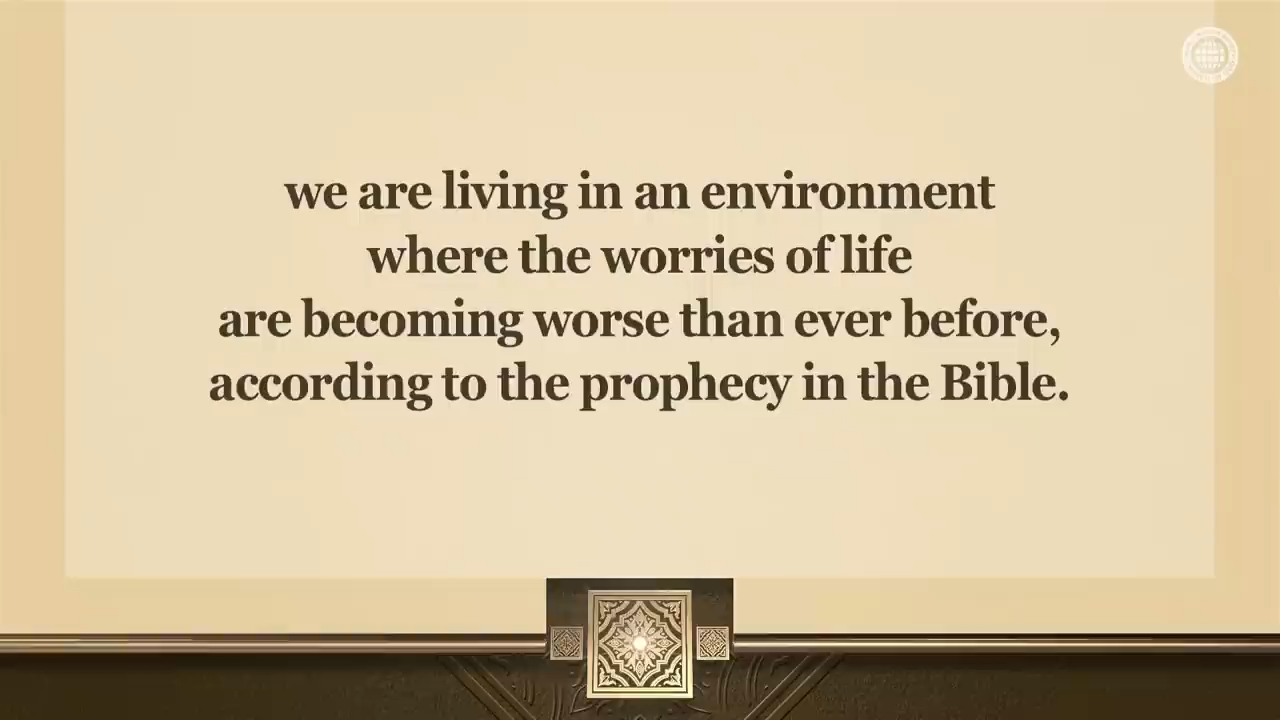 we are living in an environment
where the worries of life
are becoming worse than ever before,
according to the prophecy in the Bible.